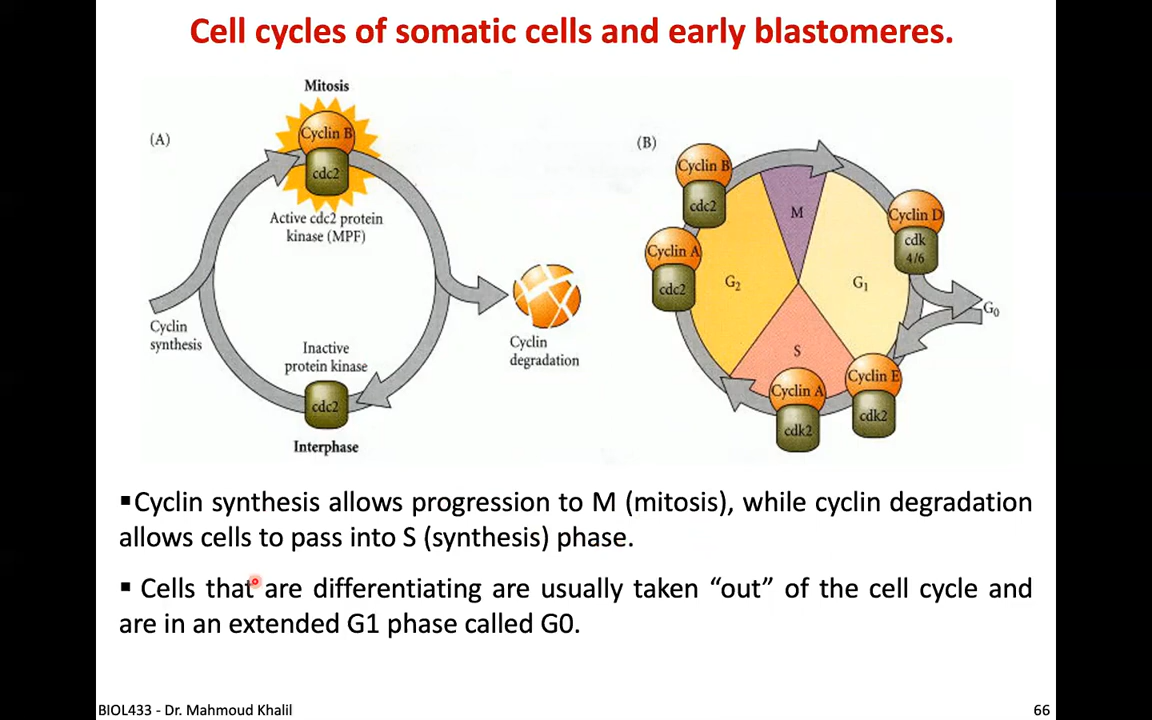 Cell cycles of somatic cells and early blastomeres.
Mitosis
(A)
Cyclin B
cdc2
Active cdc2 protein
kinase (MPF)
Cyclin
synthesis
Inactive
protein kinase
cdc2
Interphase
Cyclin
degradation
(B)
Cyclin B
cdc2
Cyclin A
cdc2
M
G2
G1
S
Cyclin D
cdk
4/6
G0
Cyclin E
cdk2
Cyclin A
cdk2
▪Cyclin synthesis allows progression to M (mitosis), while cyclin degradation
allows cells to pass into S (synthesis) phase.
▪ Cells that are differentiating are usually taken “out” of the cell cycle and
are in an extended G1 phase called G0.
BIOL433 - Dr. Mahmoud Khalil
66